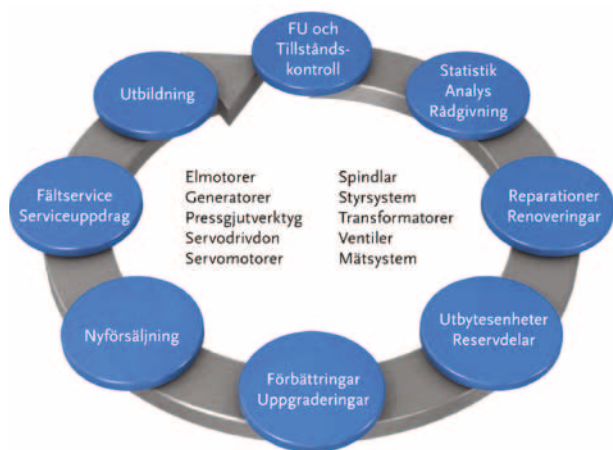 FU och
Tillstånds-
kontroll
Statistik
Analys
Rådgivning
Reparationer
Renoveringar
Utbytesenheter
Reservdelar
Förbättringar
Uppgraderingar
Nyförsäljning
Fältservice
Serviceuppdrag
Utbildning
Elmotorer
Generatorer
Pressgjutverktyg
Servodrivdon
Servomotorer
Spindlar
Styrsystem
Transformatorer
Ventiler
Mätsystem